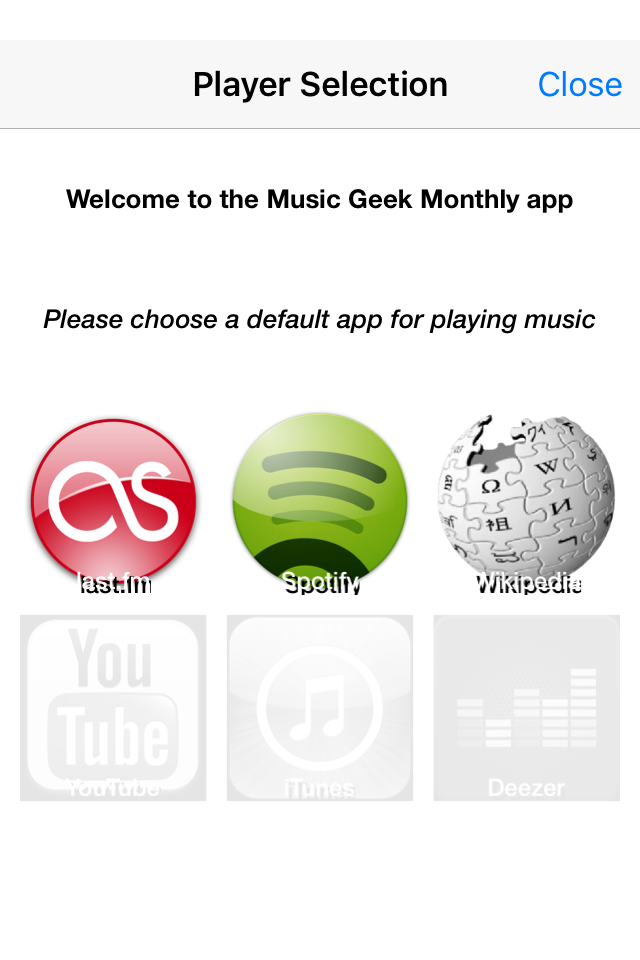 Player Selection
Close
Welcome to the Music Geek Monthly app
Please choose a default app for playing music
W
Ω
И
祖
last.fm
Spotify
Wikipedia
You
Tube
YouTube
iTunes
Deezer